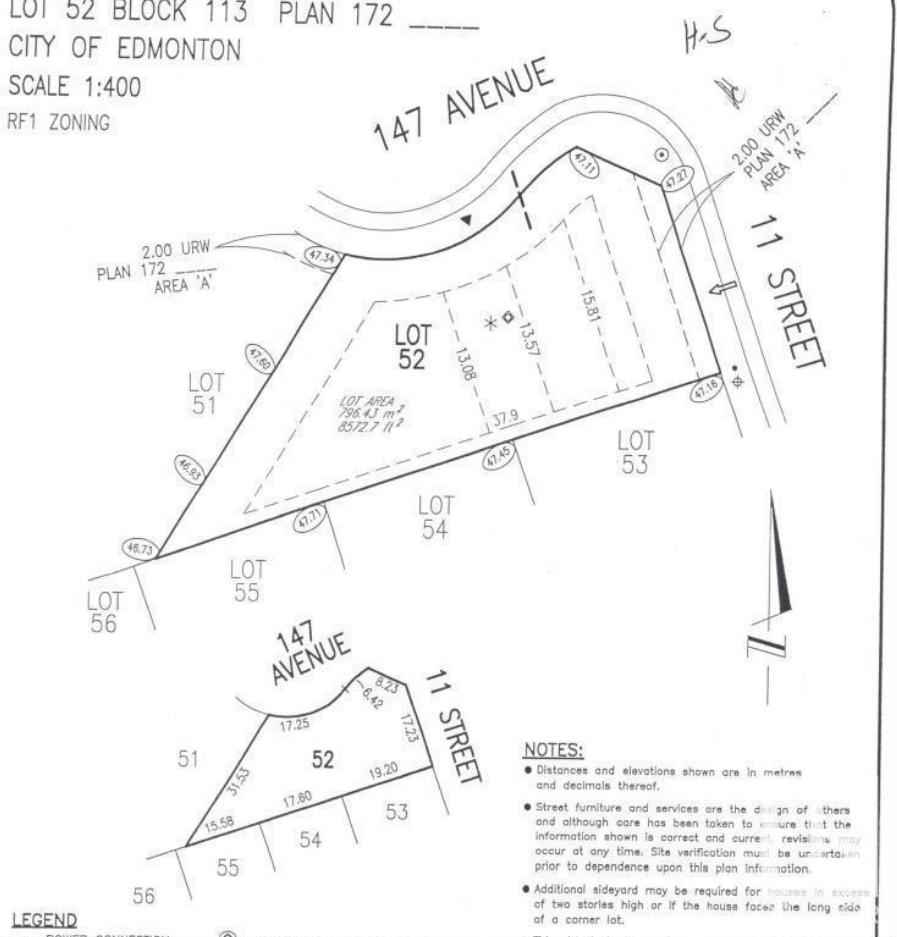 LOT 52 BLOCK 113 PLAN 172 ____
CITY OF EDMONTON
SCALE 1:400
RF1 ZONING
H-S
147 AVENUE
2.00 URW
PLAN 172 ____
AREA 'A'
47.11
47.27
11 STREET
2.00 URW
PLAN 172 ____
AREA 'A'
47.34
LOT
52
13.08
13.57
15.81
47.60
LOT
51
LOT AREA
796.43 m²
8572.7 ft²
37.9
47.16
LOT
53
47.45
46.93
LOT
54
47.71
46.73
LOT
55
LOT
56
147
AVENUE
11 STREET
8.23
6.42
17.25
17.23
51
52
31.53
19.20
17.60
15.58
53
54
55
56
NOTES:
● Distances and elevations shown are in metres
and decimals thereof.
● Street furniture and services are the design of others
and although care has been taken to ensure that the
information shown is correct and current, revisions may
occur at any time. Site verification must be undertaken
prior to dependence upon this plan information.
● Additional sideyard may be required for houses in excess
of two stories high or if the house faces the long side
of a corner lot.
LEGEND
POWER CONNECTION